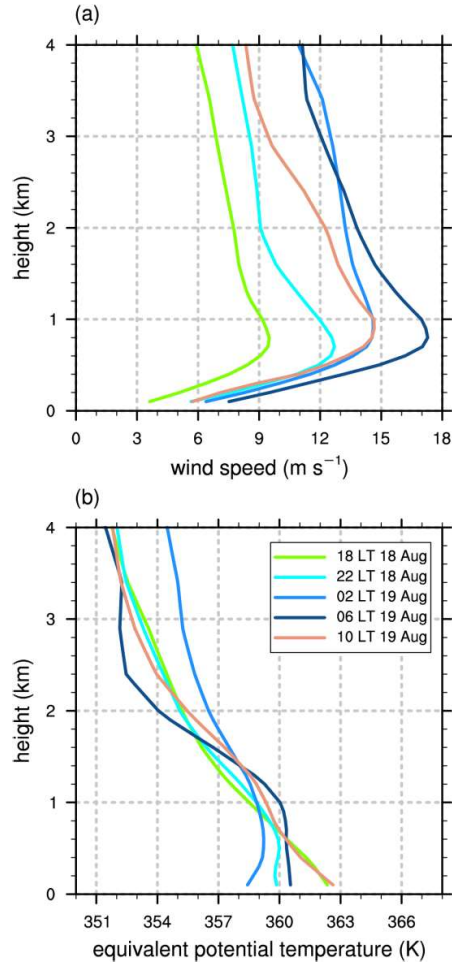 (a)
4
3
2
1
0
height (km)
0 3 6 9 12 15 18
wind speed (m s⁻¹)
(b)
4
3
2
1
0
height (km)
18 LT 18 Aug
22 LT 18 Aug
02 LT 19 Aug
06 LT 19 Aug
10 LT 19 Aug
351 354 357 360 363 366
equivalent potential temperature (K)